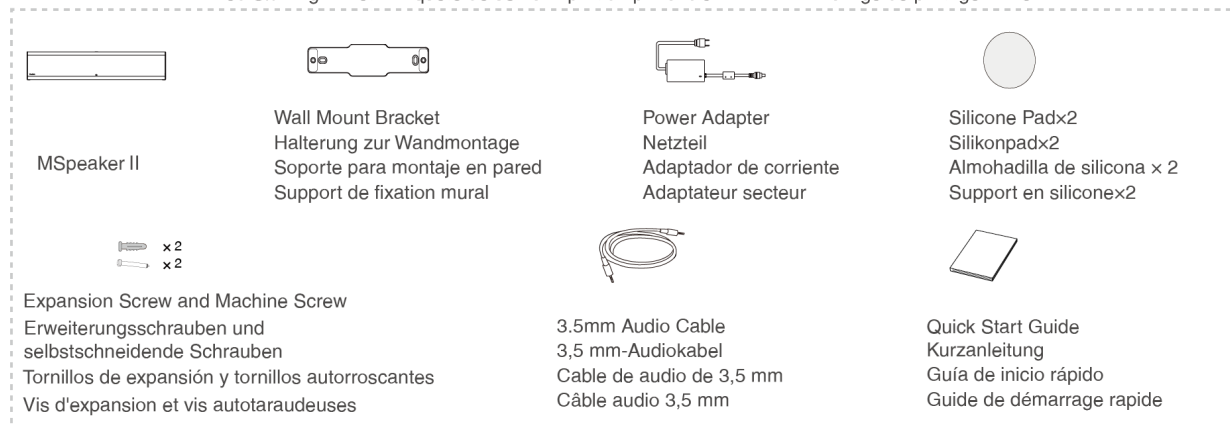 MSpeaker II
Wall Mount Bracket
Halterung zur Wandmontage
Soporte para montaje en pared
Support de fixation mural
Power Adapter
Netzteil
Adaptador de corriente
Adaptateur secteur
Silicone Pad×2
Silikonpad×2
Almohadilla de silicona × 2
Support en silicone×2
× 2
× 2
Expansion Screw and Machine Screw
Erweiterungsschrauben und
selbstschneidende Schrauben
Tornillos de expansión y tornillos autorroscantes
Vis d'expansion et vis autotaraudeuses
3.5mm Audio Cable
3,5 mm-Audiokabel
Cable de audio de 3,5 mm
Câble audio 3,5 mm
Quick Start Guide
Kurzanleitung
Guía de inicio rápido
Guide de démarrage rapide